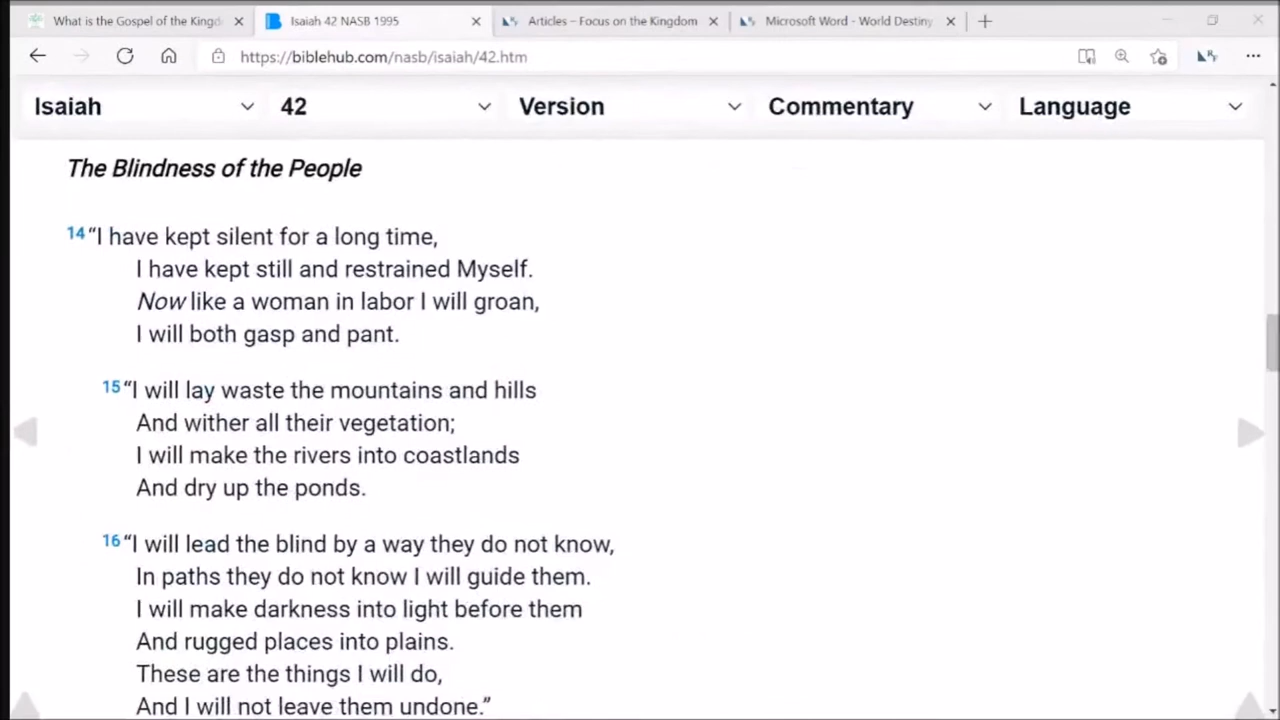 What is the Gospel of the Kingd
Isaiah 42 NASB 1995
Articles – Focus on the Kingdom
Microsoft Word - World Destiny
https://biblehub.com/nasb/isaiah/42.htm
Isaiah
42
Version
Commentary
Language
The Blindness of the People
14 “I have kept silent for a long time,
I have kept still and restrained Myself.
Now like a woman in labor I will groan,
I will both gasp and pant.
15 “I will lay waste the mountains and hills
And wither all their vegetation;
I will make the rivers into coastlands
And dry up the ponds.
16 “I will lead the blind by a way they do not know,
In paths they do not know I will guide them.
I will make darkness into light before them
And rugged places into plains.
These are the things I will do,
And I will not leave them undone.”